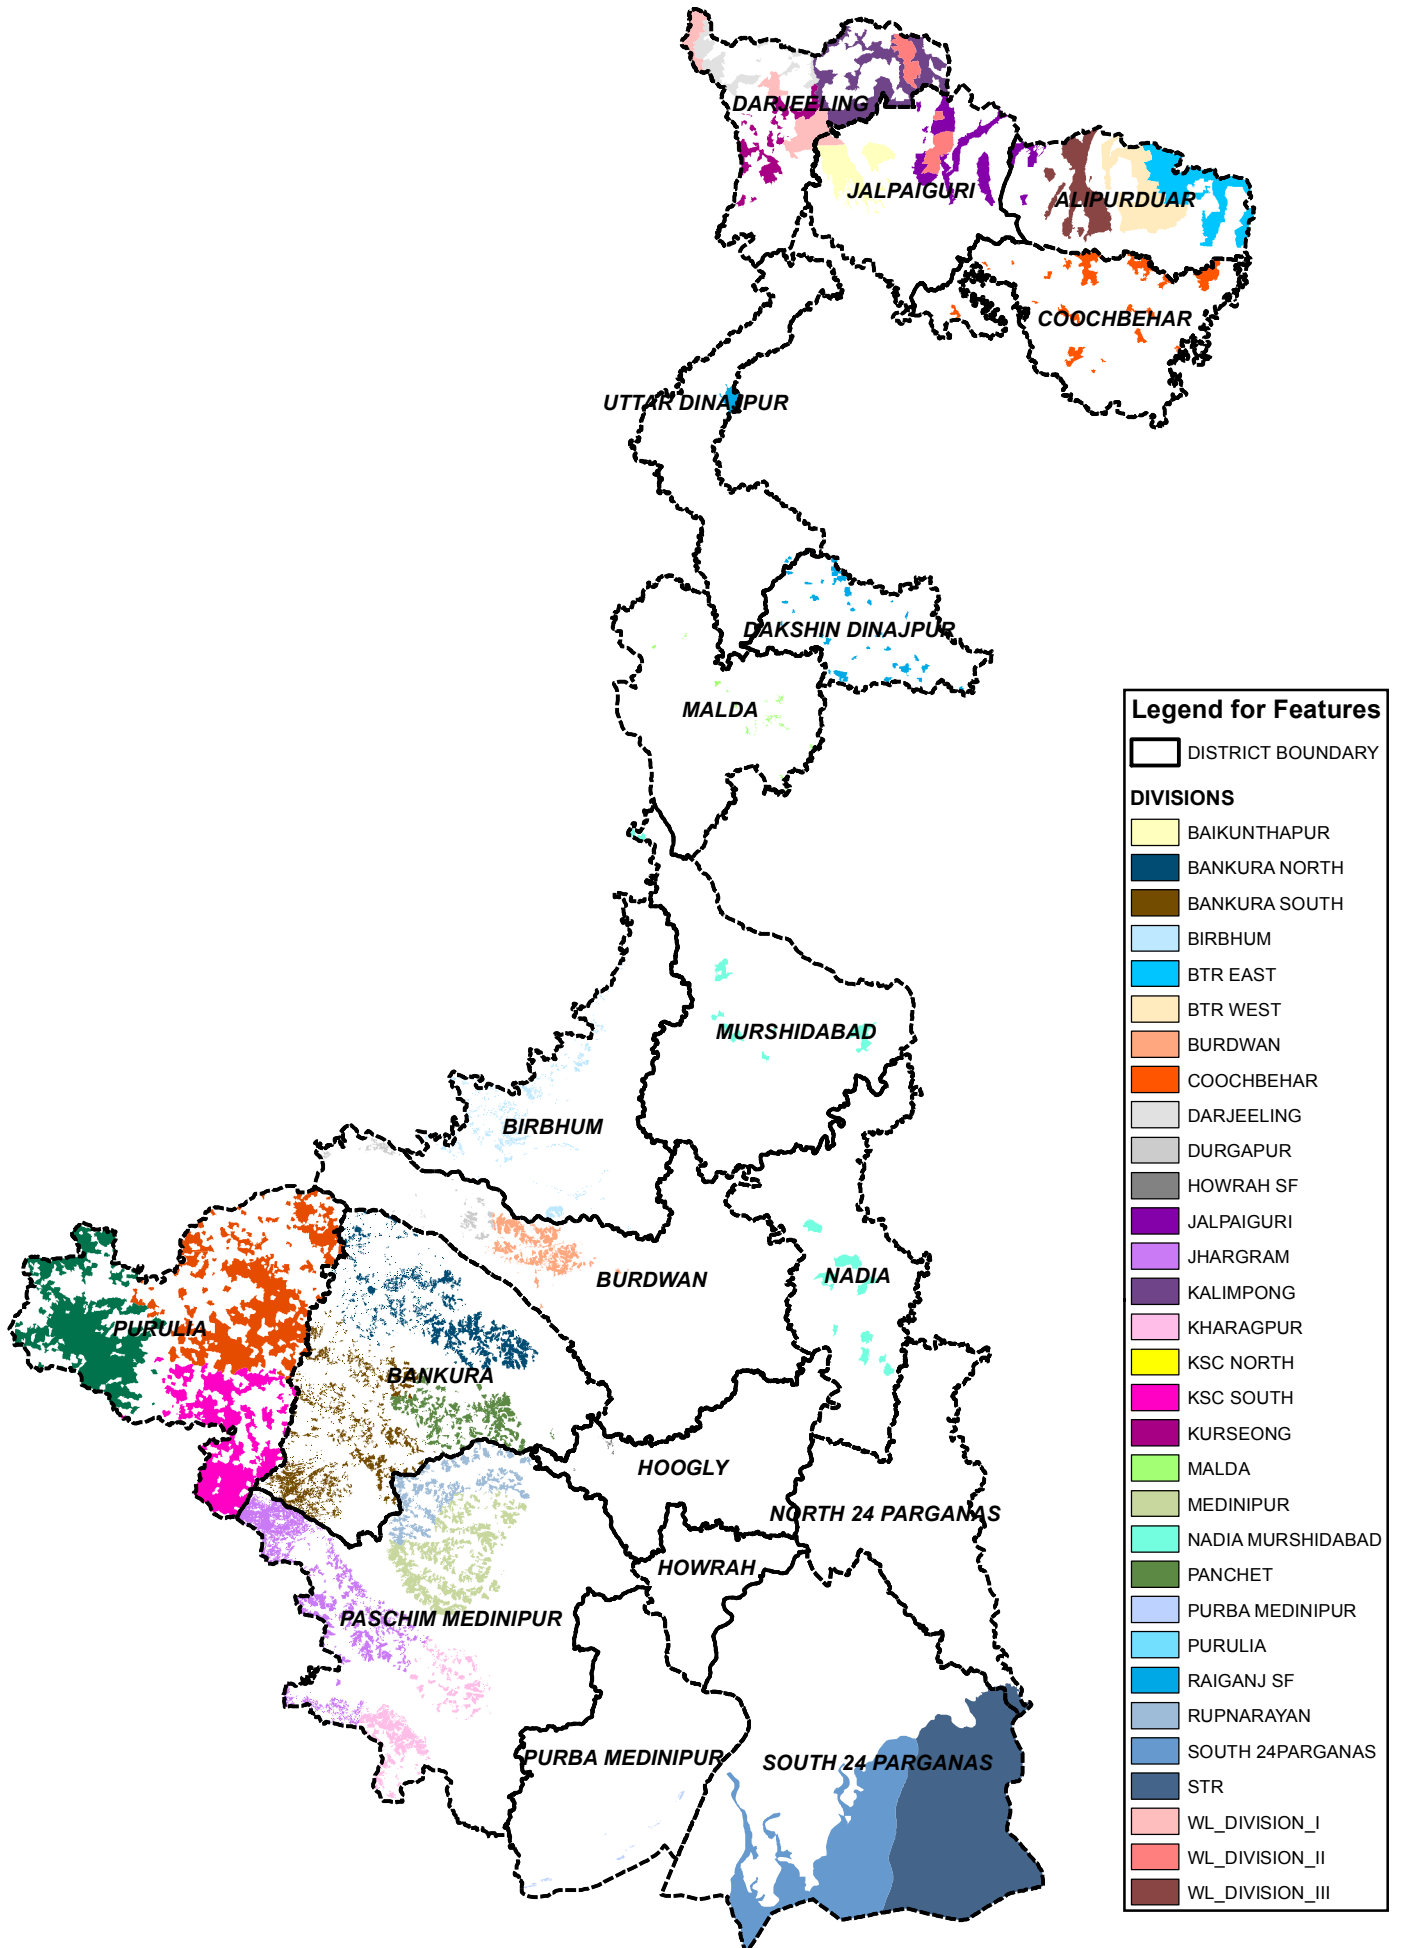 DARJEELING
JALPAIGURI
ALIPURDUAR
COOCHBEHAR
UTTAR DINAJPUR
DAKSHIN DINAJPUR
MALDA
MURSHIDABAD
BIRBHUM
BURDWAN
NADIA
PURULIA
BANKURA
HOOGLY
NORTH 24 PARGANAS
HOWRAH
PASCHIM MEDINIPUR
PURBA MEDINIPUR
SOUTH 24 PARGANAS
Legend for Features
DISTRICT BOUNDARY
DIVISIONS
BAIKUNTHAPUR
BANKURA NORTH
BANKURA SOUTH
BIRBHUM
BTR EAST
BTR WEST
BURDWAN
COOCHBEHAR
DARJEELING
DURGAPUR
HOWRAH SF
JALPAIGURI
JHARGRAM
KALIMPONG
KHARAGPUR
KSC NORTH
KSC SOUTH
KURSEONG
MALDA
MEDINIPUR
NADIA MURSHIDABAD
PANCHET
PURBA MEDINIPUR
PURULIA
RAIGANJ SF
RUPNARAYAN
SOUTH 24PARGANAS
STR
WL_DIVISION_I
WL_DIVISION_II
WL_DIVISION_III